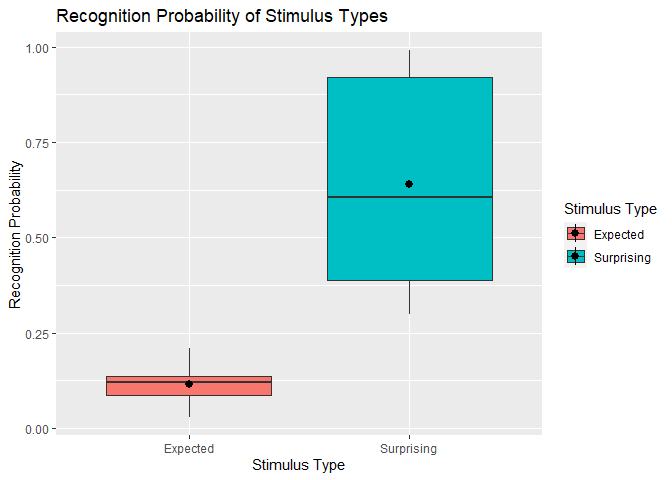 Recognition Probability of Stimulus Types
Recognition Probability
1.00
0.75
0.50
0.25
0.00
Expected
Surprising
Stimulus Type
Stimulus Type
Expected
Surprising